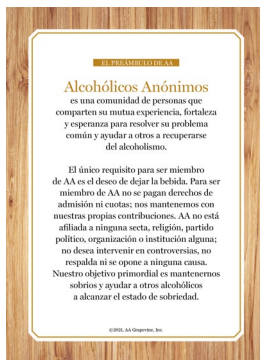 EL PREÁMBULO DE AA
Alcohólicos Anónimos
es una comunidad de personas que
comparten su mutua experiencia, fortaleza
y esperanza para resolver su problema
común y ayudar a otros a recuperarse
del alcoholismo.
El único requisito para ser miembro
de AA es el deseo de dejar la bebida. Para ser
miembro de AA no se pagan derechos de
admisión ni cuotas; nos mantenemos con
nuestras propias contribuciones. AA no está
afiliada a ninguna secta, religión, partido
político, organización o institución alguna;
no desea intervenir en controversias, no
respalda ni se opone a ninguna causa.
Nuestro objetivo primordial es mantenernos
sobrios y ayudar a otros alcohólicos
a alcanzar el estado de sobriedad.
©2021, AA Grapevine, Inc.